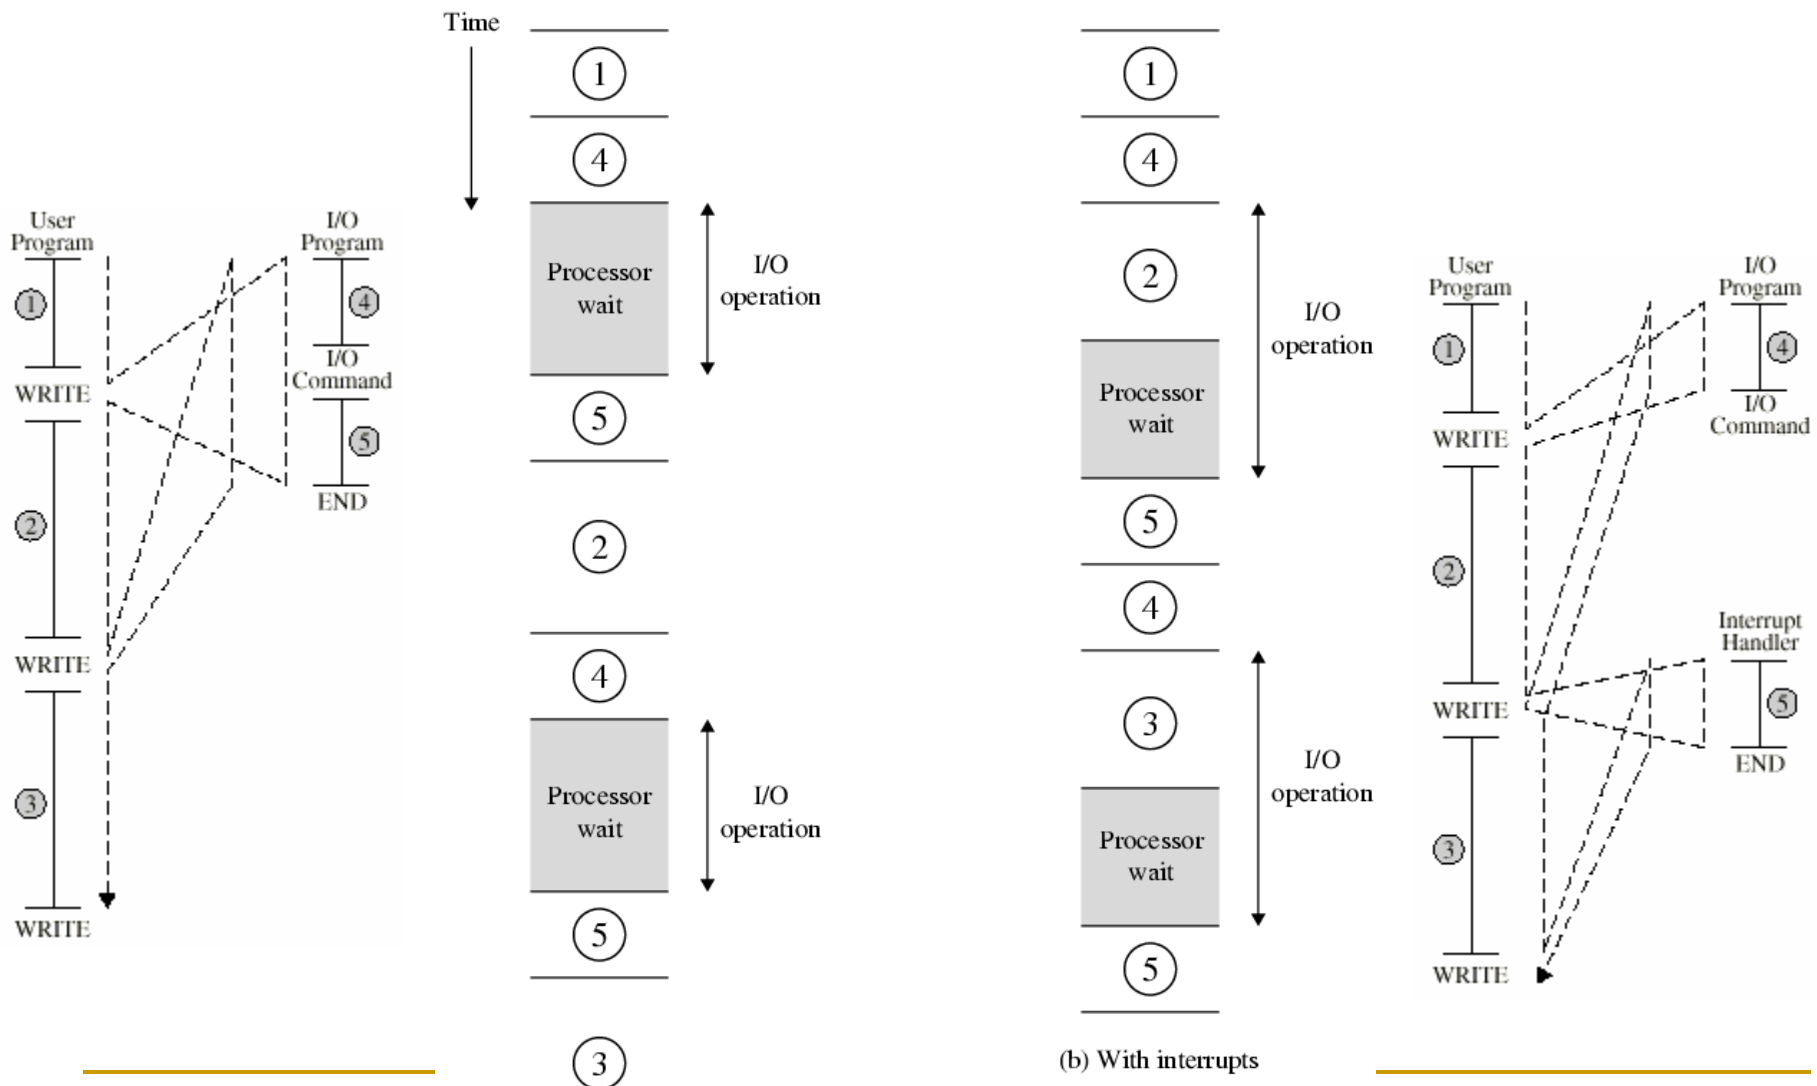 Time
1
4
Processor
wait
I/O
operation
5
2
4
Processor
wait
I/O
operation
5
3
User
Program
1
WRITE
2
WRITE
3
WRITE
I/O
Program
4
I/O
Command
5
END
1
4
2
I/O
operation
Processor
wait
5
4
3
I/O
operation
Processor
wait
5
(b) With interrupts
User
Program
1
WRITE
2
WRITE
3
WRITE
I/O
Program
4
I/O
Command
Interrupt
Handler
5
END